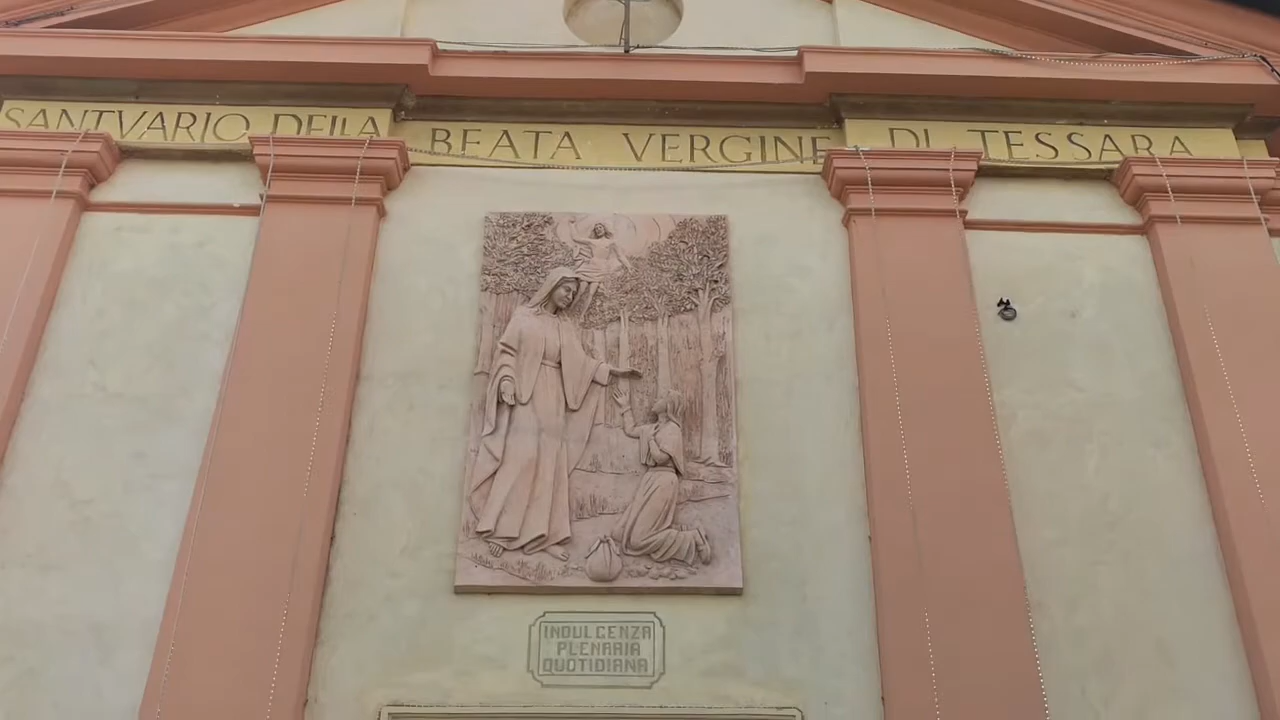 SANTVARIO DELLA BEATA VERGINE DI TESSARA
INDULGENZA
PLENARIA
QUOTIDIANA